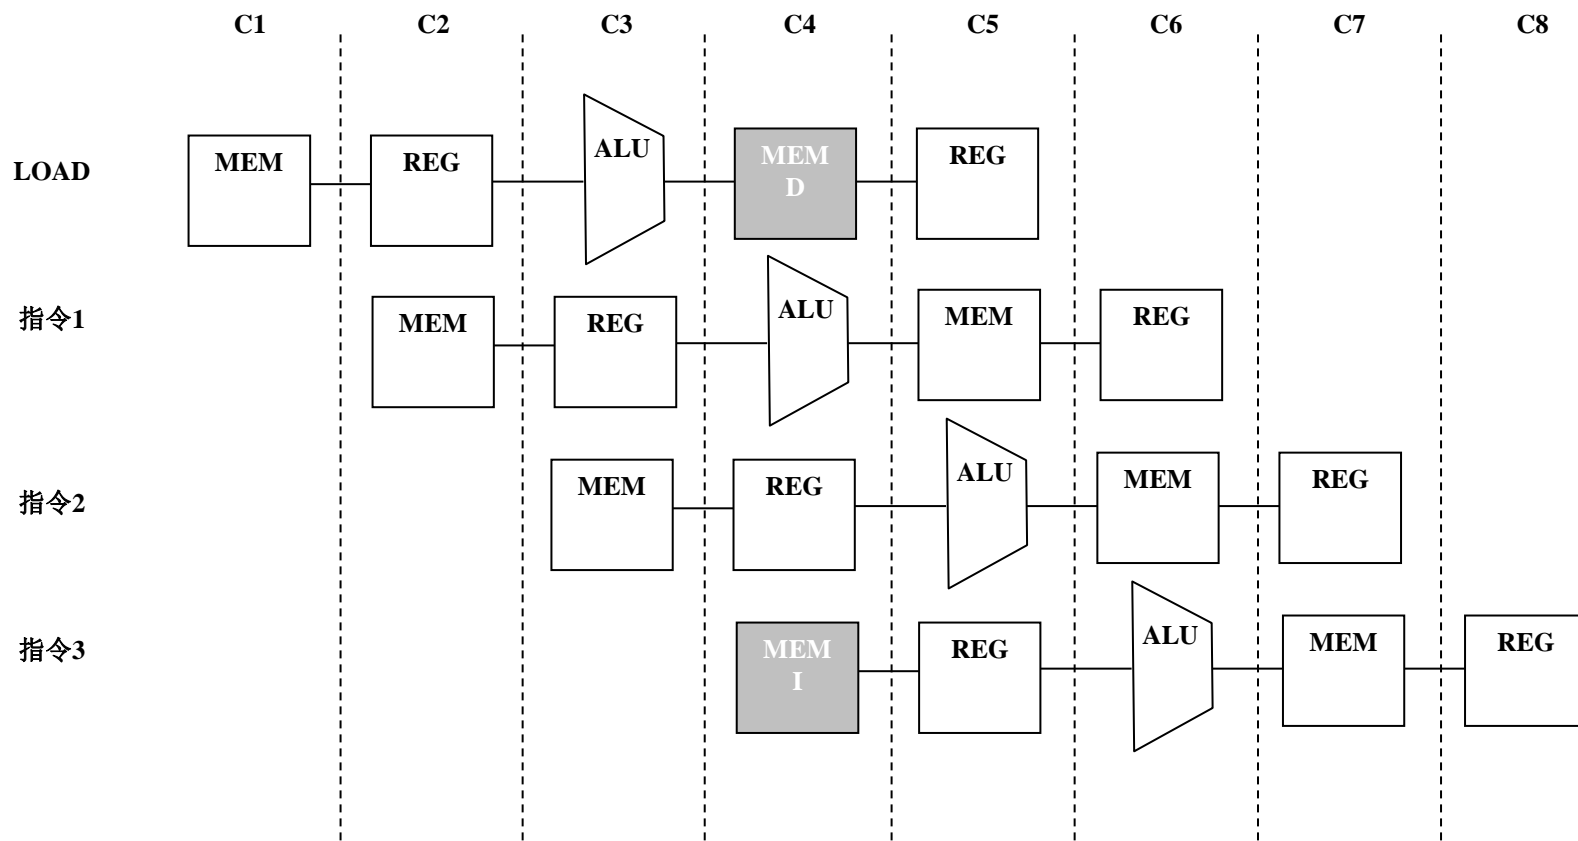 C1 C2 C3 C4 C5 C6 C7 C8
LOAD MEM REG ALU MEM REG
D
指令1 MEM REG ALU MEM REG
指令2 MEM REG ALU MEM REG
指令3 MEM REG ALU MEM REG
I